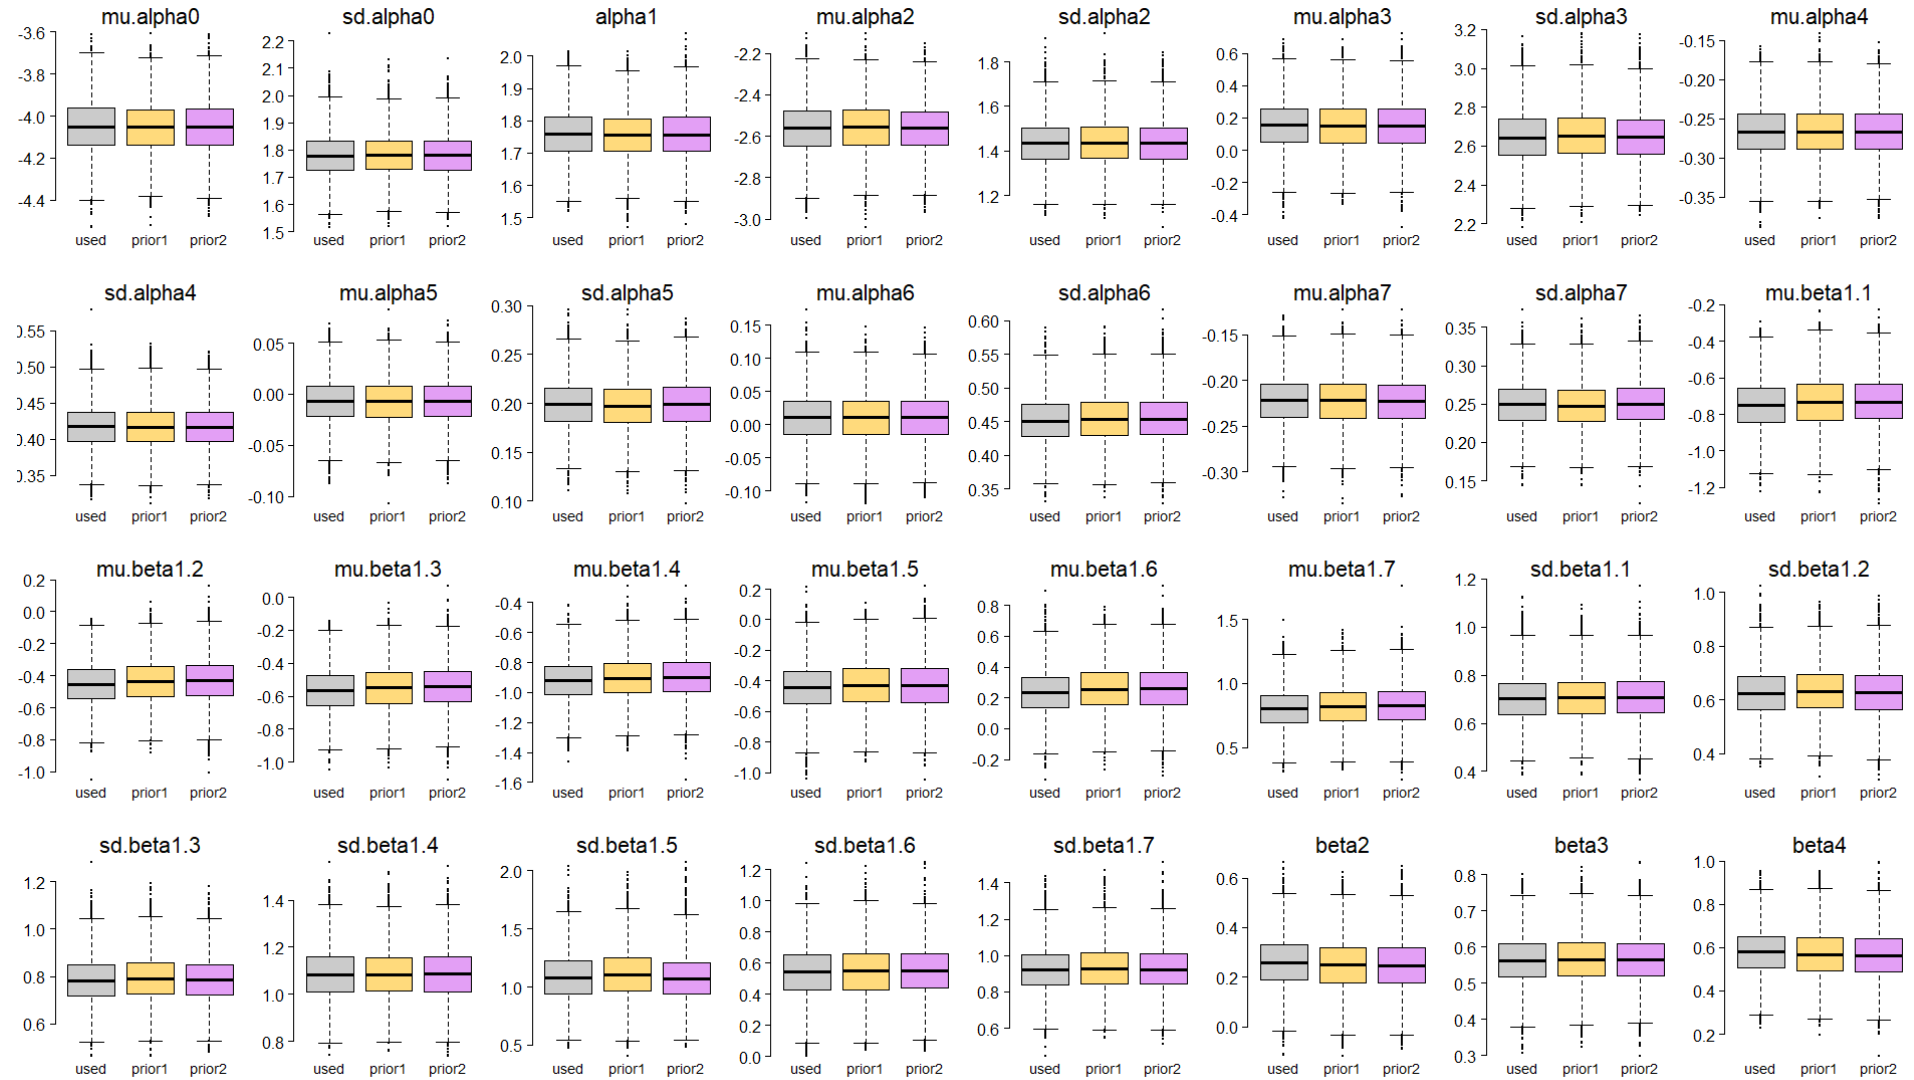 mu.alpha0 sd.alpha0 alpha1 mu.alpha2 sd.alpha2 mu.alpha3 sd.alpha3 mu.alpha4
-3.6 -3.8 -4.0 -4.2 -4.4
2.2 2.1 2.0 1.9 1.8 1.7 1.6 1.5
2.0 1.9 1.8 1.7 1.6 1.5
-2.2 -2.4 -2.6 -2.8 -3.0
1.8 1.6 1.4 1.2
0.6 0.4 0.2 0.0 -0.2 -0.4
3.2 3.0 2.8 2.6 2.4 2.2
-0.15 -0.20 -0.25 -0.30 -0.35
used prior1 prior2 used prior1 prior2 used prior1 prior2 used prior1 prior2 used prior1 prior2 used prior1 prior2 used prior1 prior2 used prior1 prior2
sd.alpha4 mu.alpha5 sd.alpha5 mu.alpha6 sd.alpha6 mu.alpha7 sd.alpha7 mu.beta1.1
0.55 0.50 0.45 0.40 0.35
0.05 0.00 -0.05 -0.10
0.30 0.25 0.20 0.15 0.10
0.15 0.10 0.05 0.00 -0.05 -0.10
0.60 0.55 0.50 0.45 0.40 0.35
-0.15 -0.20 -0.25 -0.30
0.35 0.30 0.25 0.20 0.15
-0.2 -0.4 -0.6 -0.8 -1.0 -1.2
used prior1 prior2 used prior1 prior2 used prior1 prior2 used prior1 prior2 used prior1 prior2 used prior1 prior2 used prior1 prior2 used prior1 prior2
mu.beta1.2 mu.beta1.3 mu.beta1.4 mu.beta1.5 mu.beta1.6 mu.beta1.7 sd.beta1.1 sd.beta1.2
0.2 0.0 -0.2 -0.4 -0.6 -0.8 -1.0
0.0 -0.2 -0.4 -0.6 -0.8 -1.0
-0.4 -0.6 -0.8 -1.0 -1.2 -1.4 -1.6
0.2 0.0 -0.2 -0.4 -0.6 -0.8 -1.0
0.8 0.6 0.4 0.2 0.0 -0.2
1.5 1.0 0.5
1.2 1.0 0.8 0.6 0.4
1.0 0.8 0.6 0.4
used prior1 prior2 used prior1 prior2 used prior1 prior2 used prior1 prior2 used prior1 prior2 used prior1 prior2 used prior1 prior2 used prior1 prior2
sd.beta1.3 sd.beta1.4 sd.beta1.5 sd.beta1.6 sd.beta1.7 beta2 beta3 beta4
1.2 1.0 0.8 0.6
1.4 1.2 1.0 0.8
2.0 1.5 1.0 0.5
1.2 1.0 0.8 0.6 0.4 0.2 0.0
1.4 1.2 1.0 0.8 0.6
0.6 0.4 0.2 0.0
0.8 0.7 0.6 0.5 0.4 0.3
1.0 0.8 0.6 0.4 0.2
used prior1 prior2 used prior1 prior2 used prior1 prior2 used prior1 prior2 used prior1 prior2 used prior1 prior2 used prior1 prior2 used prior1 prior2